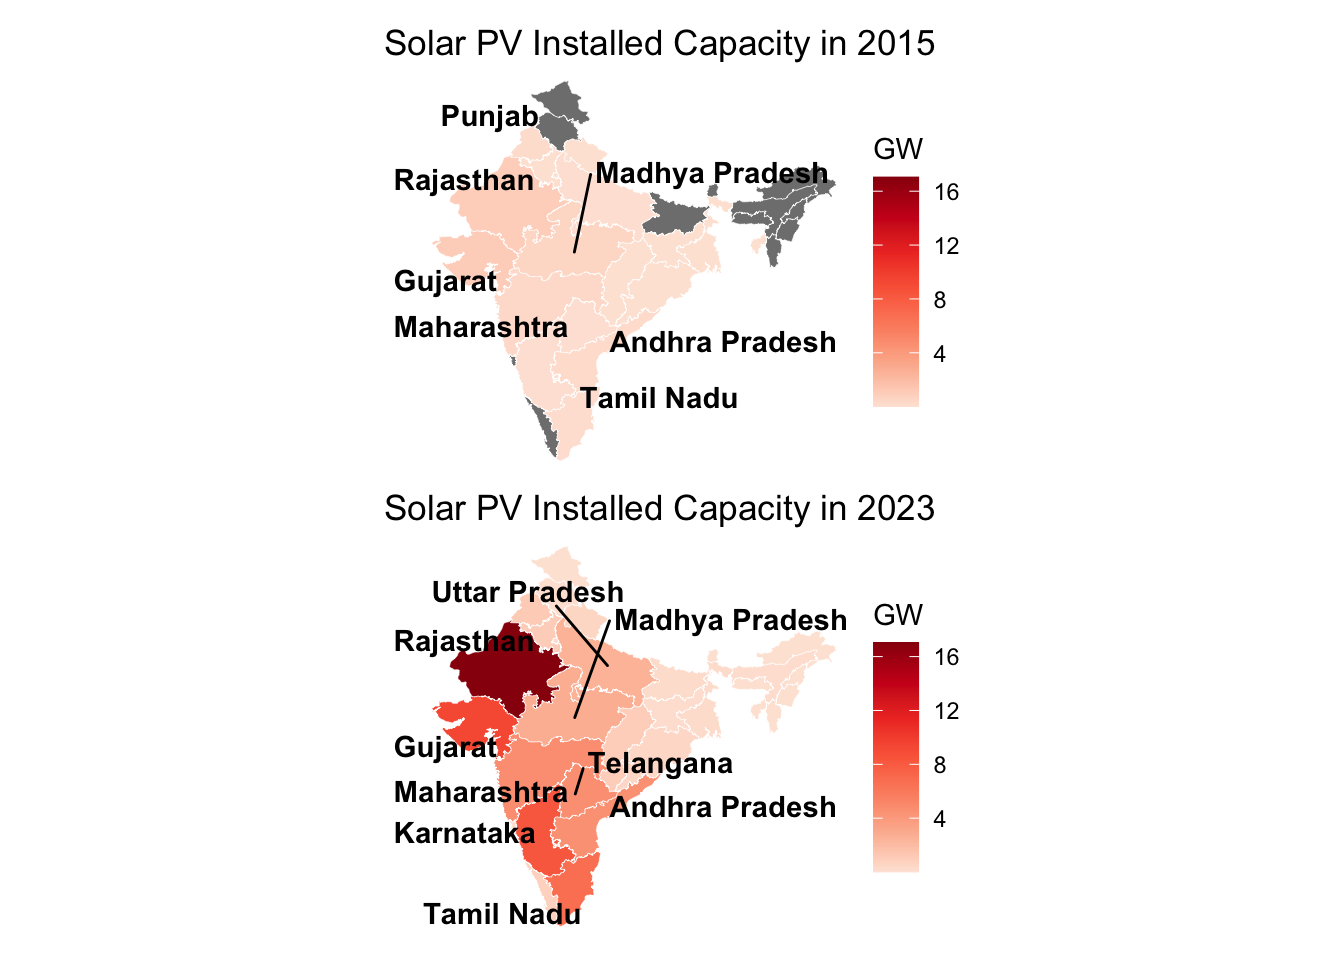 Solar PV Installed Capacity in 2015
Punjab
Rajasthan
Madhya Pradesh
Gujarat
Maharashtra
Andhra Pradesh
Tamil Nadu
GW
16
12
8
4
Solar PV Installed Capacity in 2023
Uttar Pradesh
Madhya Pradesh
Rajasthan
Gujarat
Telangana
Maharashtra
Andhra Pradesh
Karnataka
Tamil Nadu
GW
16
12
8
4